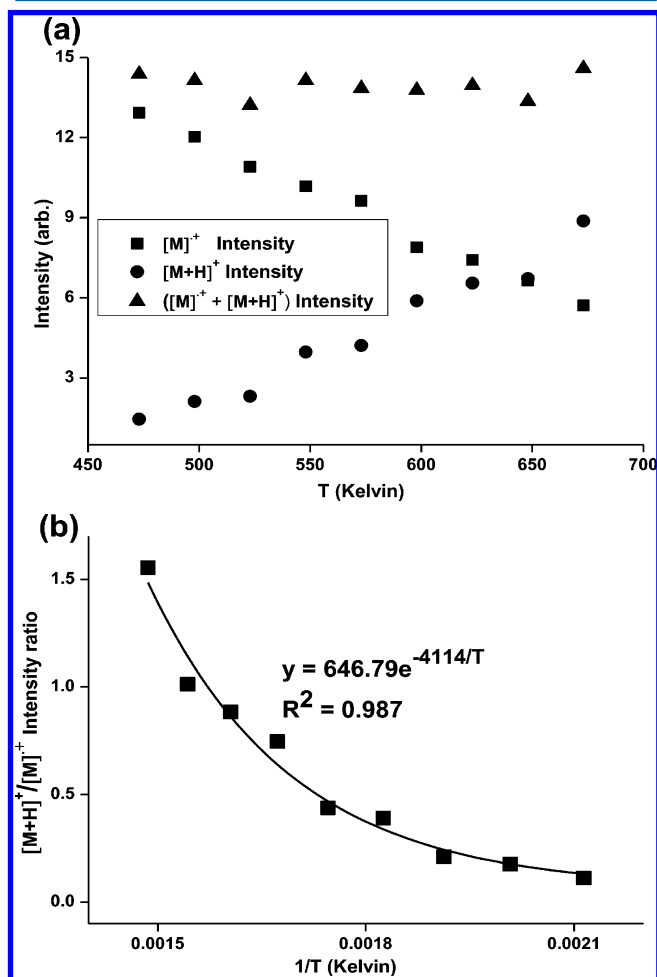 (a)
15
12
9
6
3
Intensity (arb.)
[M]⋅⁺ Intensity
[M+H]⁺ Intensity
([M]⋅⁺ + [M+H]⁺) Intensity
450 500 550 600 650 700
T (Kelvin)
(b)
1.5
1.0
0.5
0.0
[M+H]⁺/[M]⋅⁺ Intensity ratio
y = 646.79e⁻⁴¹¹⁴/ᵀ
R² = 0.987
0.0015 0.0018 0.0021
1/T (Kelvin)